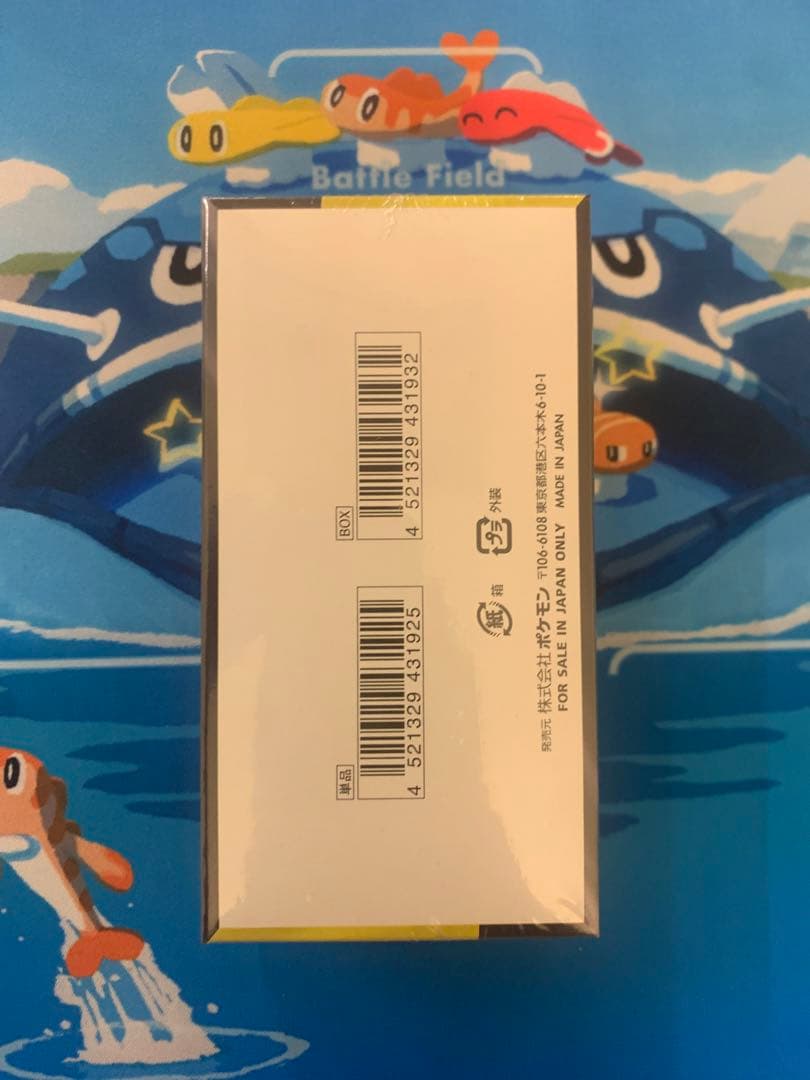 Battle Field
BOX
4 521329 431932
単品
4 521329 431925
プラ 外装
紙 箱
発売元 株式会社ポケモン 〒106-6108 東京都港区六本木6-10-1
FOR SALE IN JAPAN ONLY MADE IN JAPAN